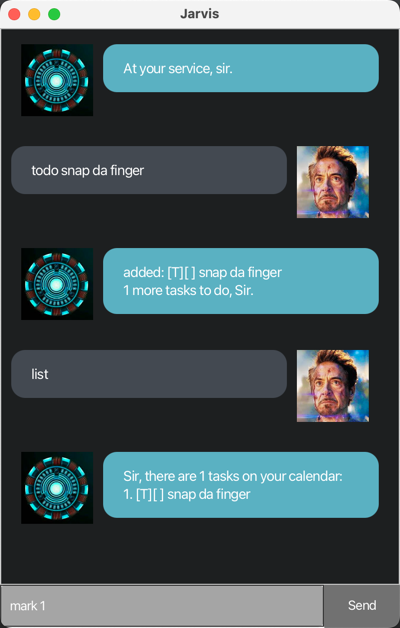 Jarvis
At your service, sir.
todo snap da finger
added: [T][ ] snap da finger
1 more tasks to do, Sir.
list
Sir, there are 1 tasks on your calendar:
1. [T][ ] snap da finger
mark 1
Send